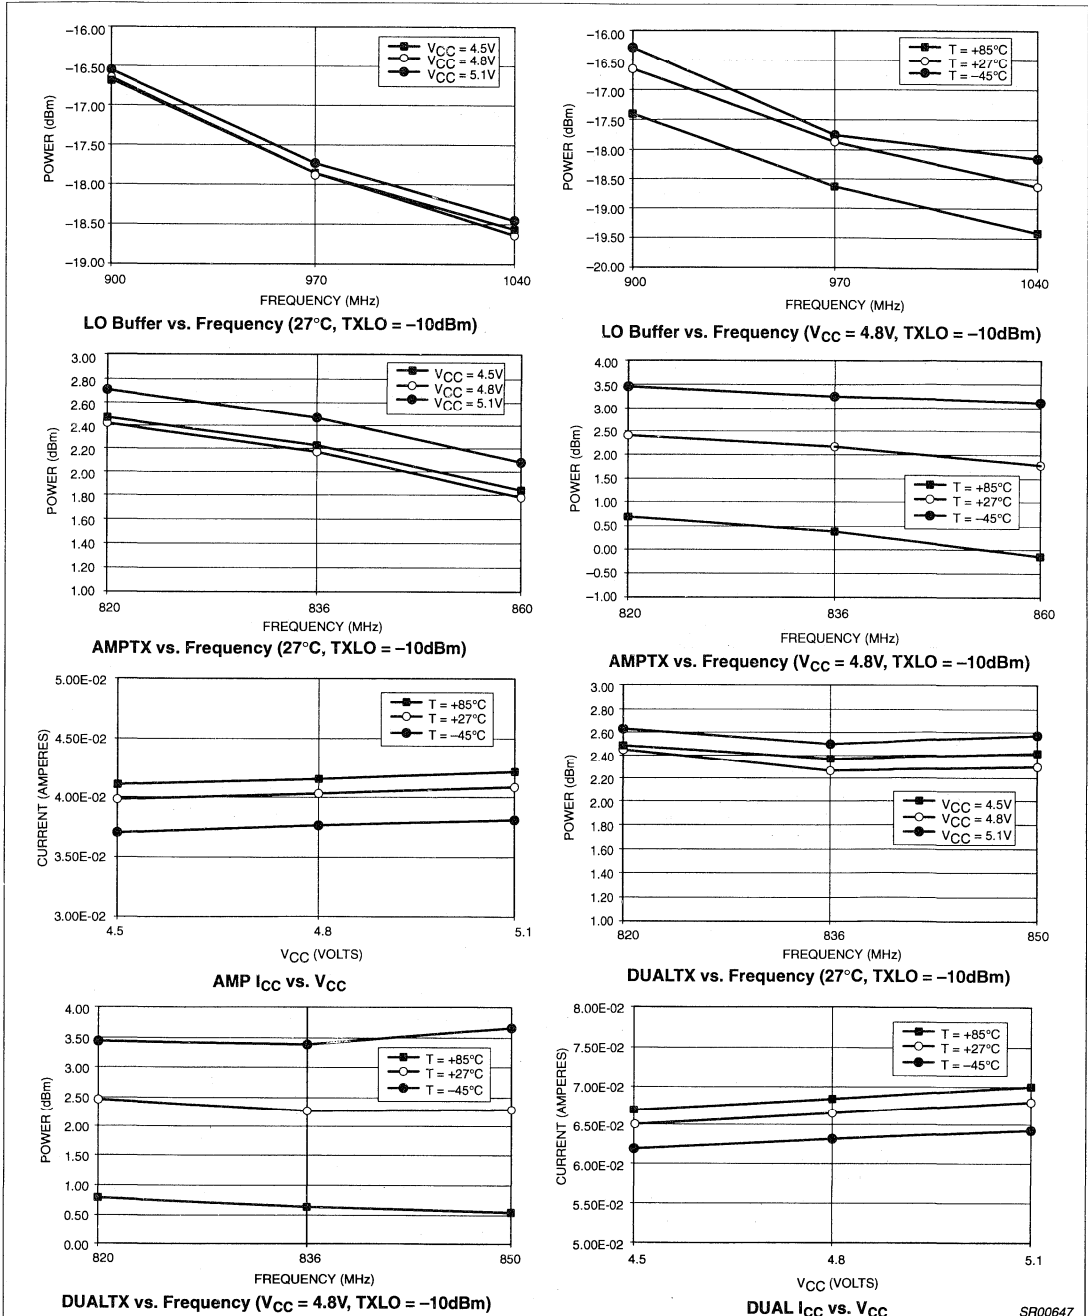 −16.00
−16.50
−17.00
−17.50
−18.00
−18.50
−19.00
POWER (dBm)
VCC = 4.5V
VCC = 4.8V
VCC = 5.1V
900
970
1040
FREQUENCY (MHz)
LO Buffer vs. Frequency (27°C, TXLO = −10dBm)
−16.00
−16.50
−17.00
−17.50
−18.00
−18.50
−19.00
−19.50
−20.00
POWER (dBm)
T = +85°C
T = +27°C
T = −45°C
900
970
1040
FREQUENCY (MHz)
LO Buffer vs. Frequency (VCC = 4.8V, TXLO = −10dBm)
3.00
2.80
2.60
2.40
2.20
2.00
1.80
1.60
1.40
1.20
1.00
POWER (dBm)
VCC = 4.5V
VCC = 4.8V
VCC = 5.1V
820
836
860
FREQUENCY (MHz)
AMPTX vs. Frequency (27°C, TXLO = −10dBm)
4.00
3.50
3.00
2.50
2.00
1.50
1.00
0.50
0.00
−0.50
−1.00
POWER (dBm)
T = +85°C
T = +27°C
T = −45°C
820
836
860
FREQUENCY (MHz)
AMPTX vs. Frequency (VCC = 4.8V, TXLO = −10dBm)
5.00E-02
4.50E-02
4.00E-02
3.50E-02
3.00E-02
CURRENT (AMPERES)
T = +85°C
T = +27°C
T = −45°C
4.5
4.8
5.1
VCC (VOLTS)
AMP ICC vs. VCC
3.00
2.80
2.60
2.40
2.20
2.00
1.80
1.60
1.40
1.20
1.00
POWER (dBm)
VCC = 4.5V
VCC = 4.8V
VCC = 5.1V
820
836
850
FREQUENCY (MHz)
DUALTX vs. Frequency (27°C, TXLO = −10dBm)
4.00
3.50
3.00
2.50
2.00
1.50
1.00
0.50
0.00
POWER (dBm)
T = +85°C
T = +27°C
T = −45°C
820
836
850
FREQUENCY (MHz)
DUALTX vs. Frequency (VCC = 4.8V, TXLO = −10dBm)
8.00E-02
7.50E-02
7.00E-02
6.50E-02
6.00E-02
5.50E-02
5.00E-02
CURRENT (AMPERES)
T = +85°C
T = +27°C
T = −45°C
4.5
4.8
5.1
VCC (VOLTS)
DUAL ICC vs. VCC
SR00647